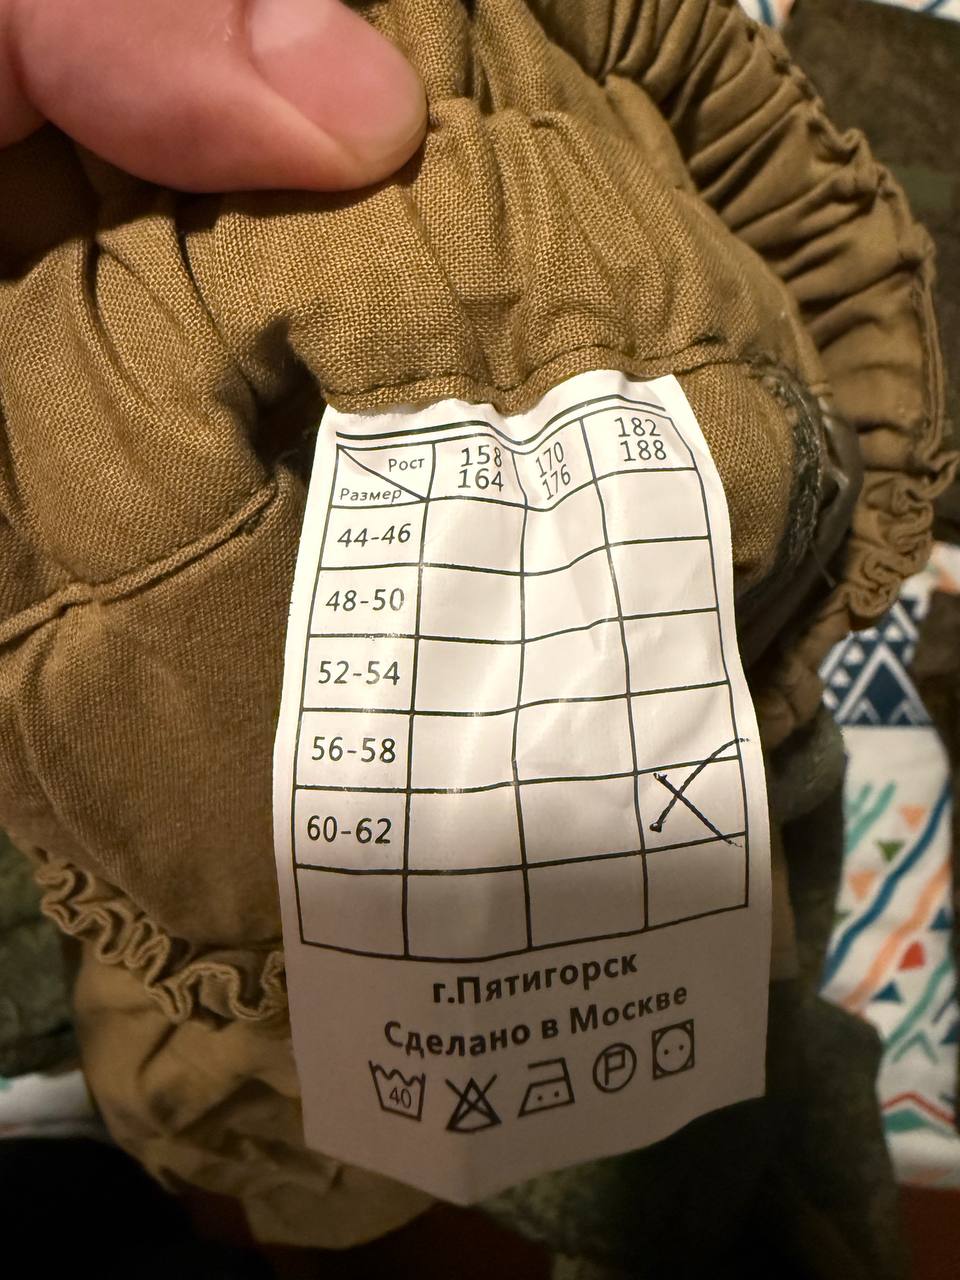 Рост 158 170 182
Размер 164 176 188
44-46
48-50
52-54
56-58
60-62
г.Пятигорск
Сделано в Москве
40 P